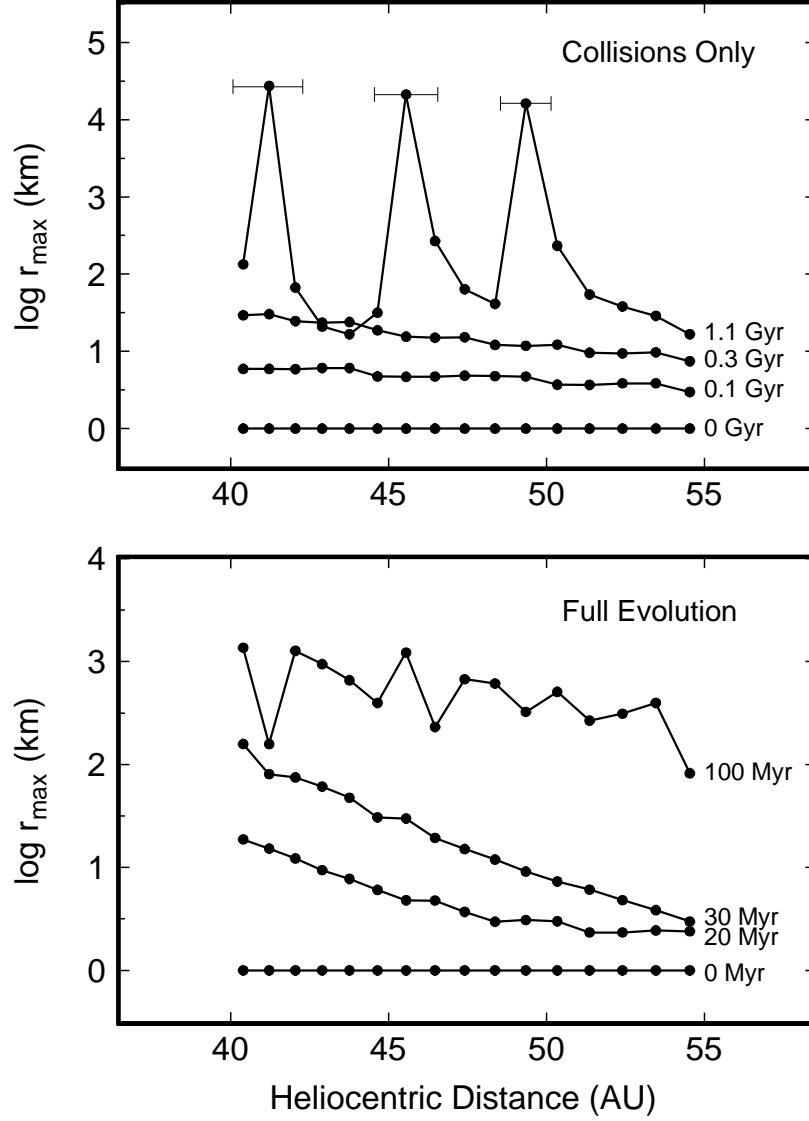 5
Collisions Only
4
3
log r_max (km)
2
1
1.1 Gyr
0.3 Gyr
0.1 Gyr
0
0 Gyr
40 45 50 55
4
Full Evolution
3
log r_max (km)
2
100 Myr
1
30 Myr
20 Myr
0
0 Myr
40 45 50 55
Heliocentric Distance (AU)